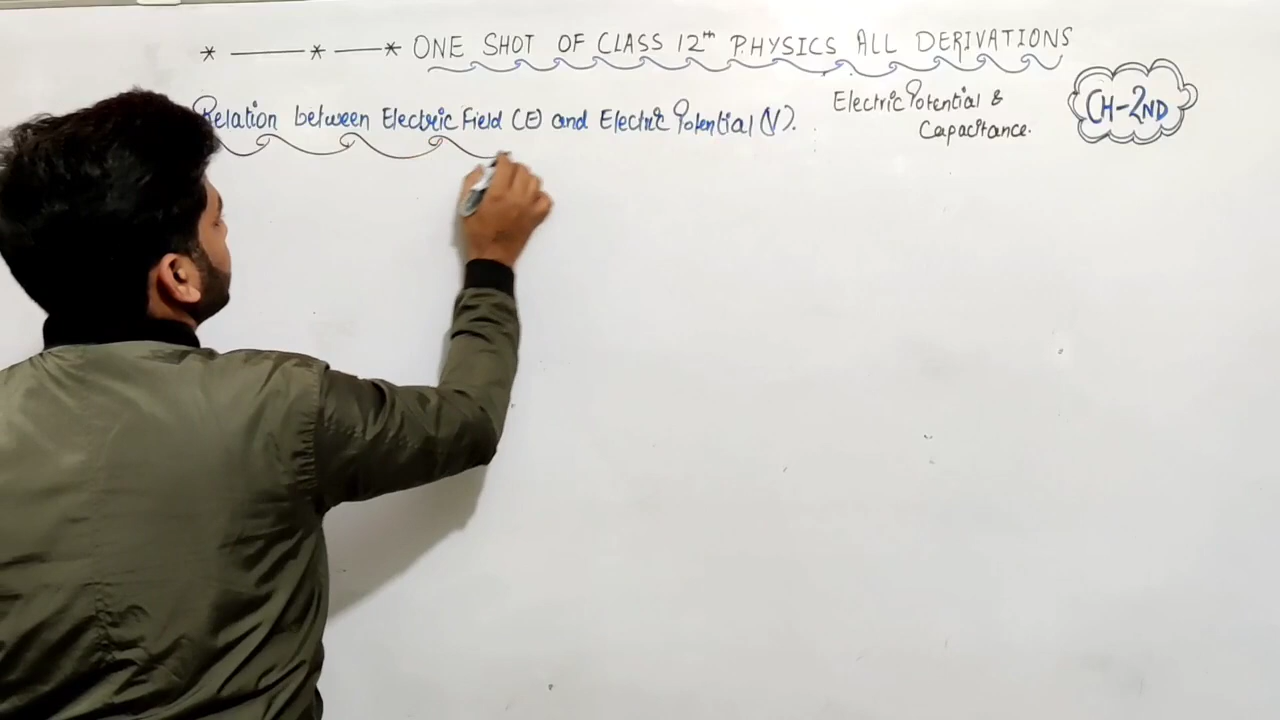 * ——— * —— * ONE SHOT OF CLASS 12th PHYSICS ALL DERIVATIONS
Relation between Electric Field (E) and Electric Potential (V).
Electric Potential &
Capacitance.
CH-2ND